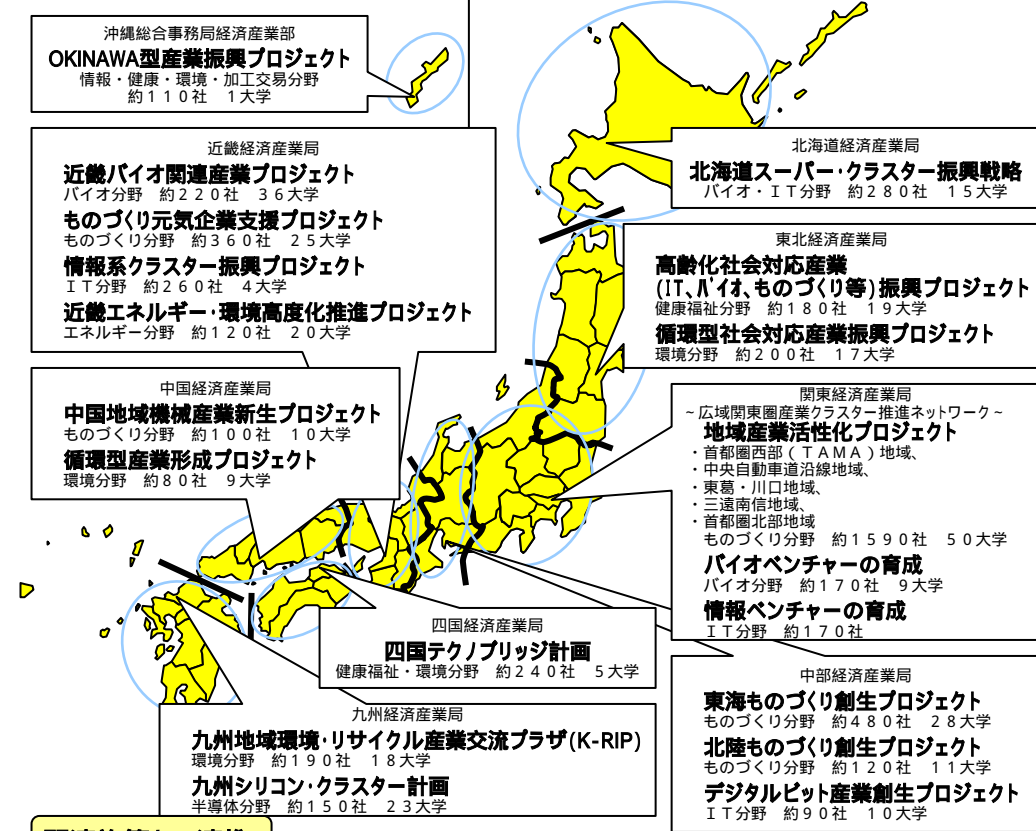 沖縄総合事務局経済産業部
OKINAWA型産業振興プロジェクト
情報・健康・環境・加工交易分野
約110社 1大学
近畿経済産業局
近畿バイオ関連産業プロジェクト
バイオ分野 約220社 36大学
ものづくり元気企業支援プロジェクト
ものづくり分野 約360社 25大学
情報系クラスター振興プロジェクト
IT分野 約260社 4大学
近畿エネルギー・環境高度化推進プロジェクト
エネルギー分野 約120社 20大学
中国経済産業局
中国地域機械産業新生プロジェクト
ものづくり分野 約100社 10大学
循環型産業形成プロジェクト
環境分野 約80社 9大学
北海道経済産業局
北海道スーパー・クラスター振興戦略
バイオ・IT分野 約280社 15大学
東北経済産業局
高齢化社会対応産業
(IT、バイオ、ものづくり等)振興プロジェクト
健康福祉分野 約180社 19大学
循環型社会対応産業振興プロジェクト
環境分野 約200社 17大学
関東経済産業局
~広域関東圏産業クラスター推進ネットワーク~
地域産業活性化プロジェクト
・首都圏西部(TAMA)地域、
・中央自動車道沿線地域、
・東葛・川口地域、
・三遠南信地域、
・首都圏北部地域
ものづくり分野 約1590社 50大学
バイオベンチャーの育成
バイオ分野 約170社 9大学
情報ベンチャーの育成
IT分野 約170社
四国経済産業局
四国テクノブリッジ計画
健康福祉・環境分野 約240社 5大学
中部経済産業局
東海ものづくり創生プロジェクト
ものづくり分野 約480社 28大学
北陸ものづくり創生プロジェクト
ものづくり分野 約120社 11大学
デジタルビット産業創生プロジェクト
IT分野 約90社 10大学
九州経済産業局
九州地域環境・リサイクル産業交流プラザ(K-RIP)
環境分野 約190社 18大学
九州シリコン・クラスター計画
半導体分野 約150社 23大学